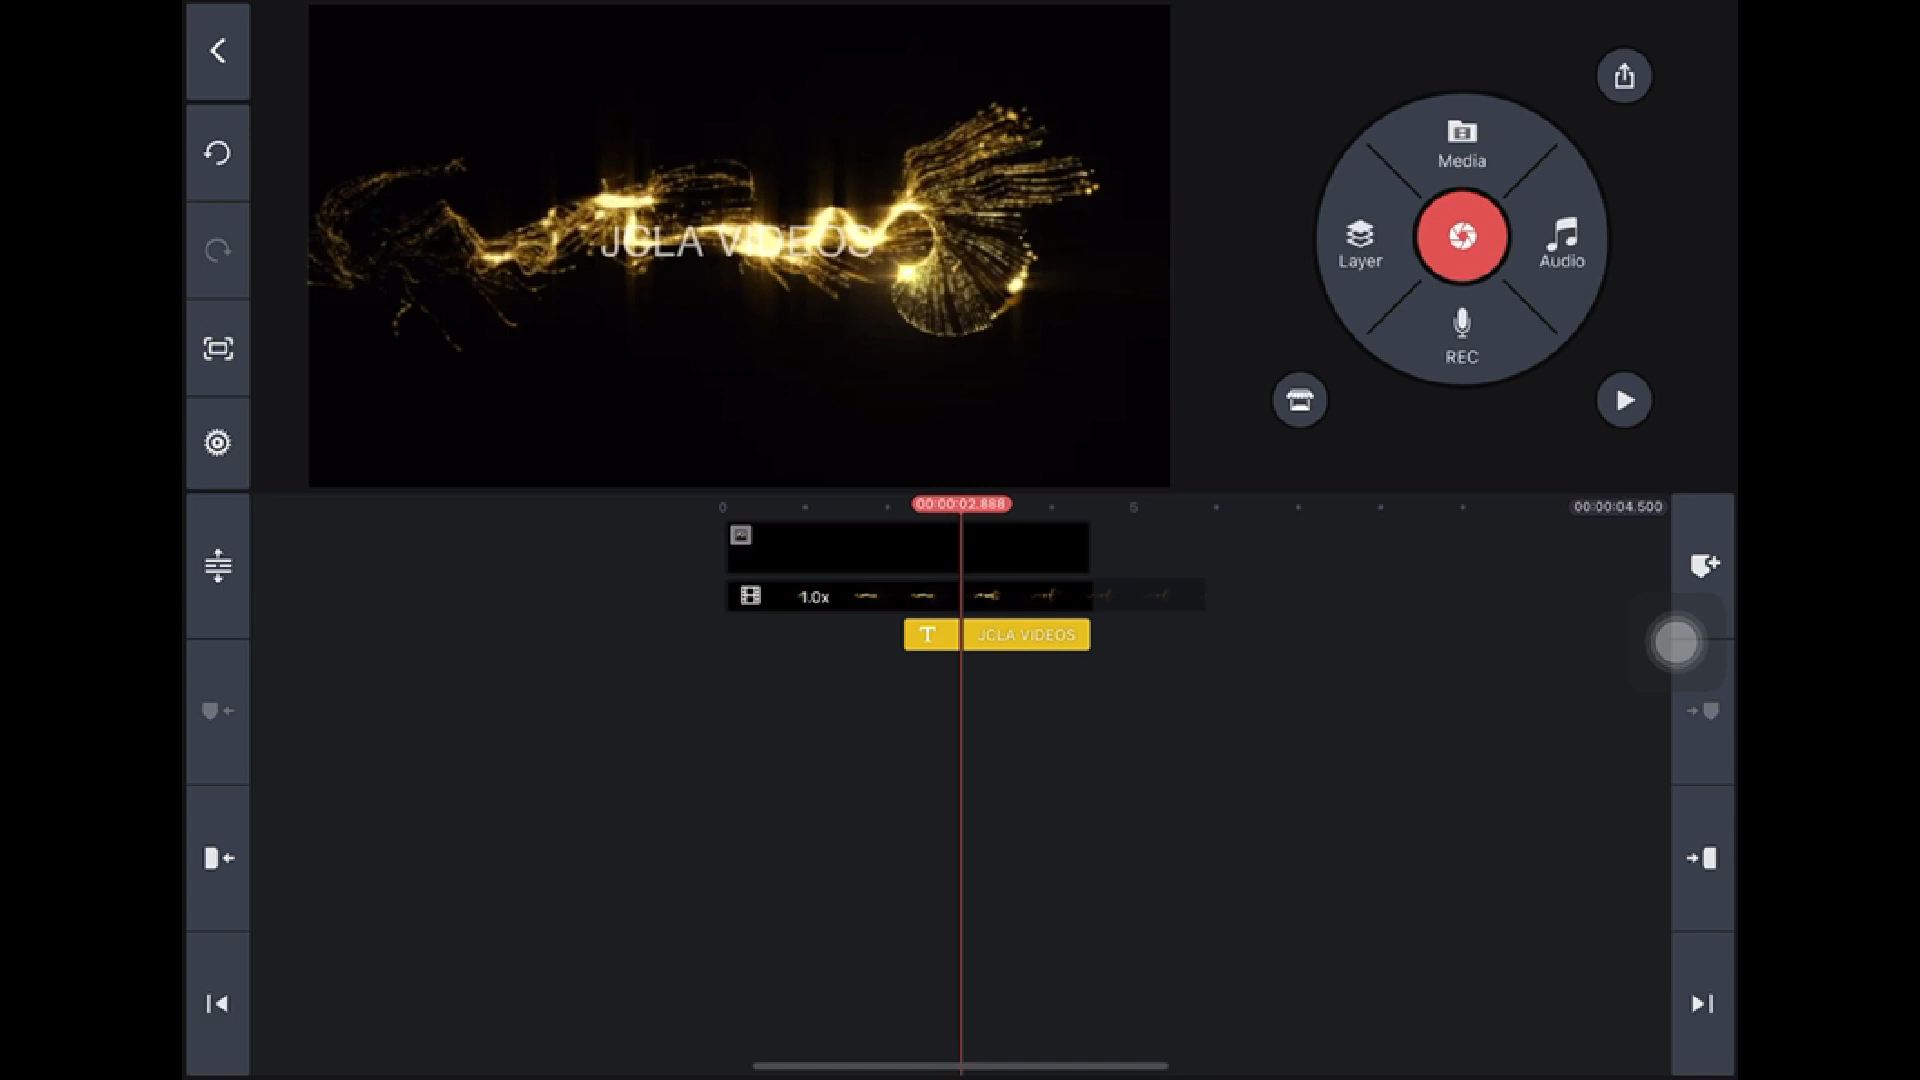 JCLA VIDEOS
Media
Layer
Audio
REC
0
00:00:02.888
5
00:00:04.500
1.0x
T
JCLA VIDEOS